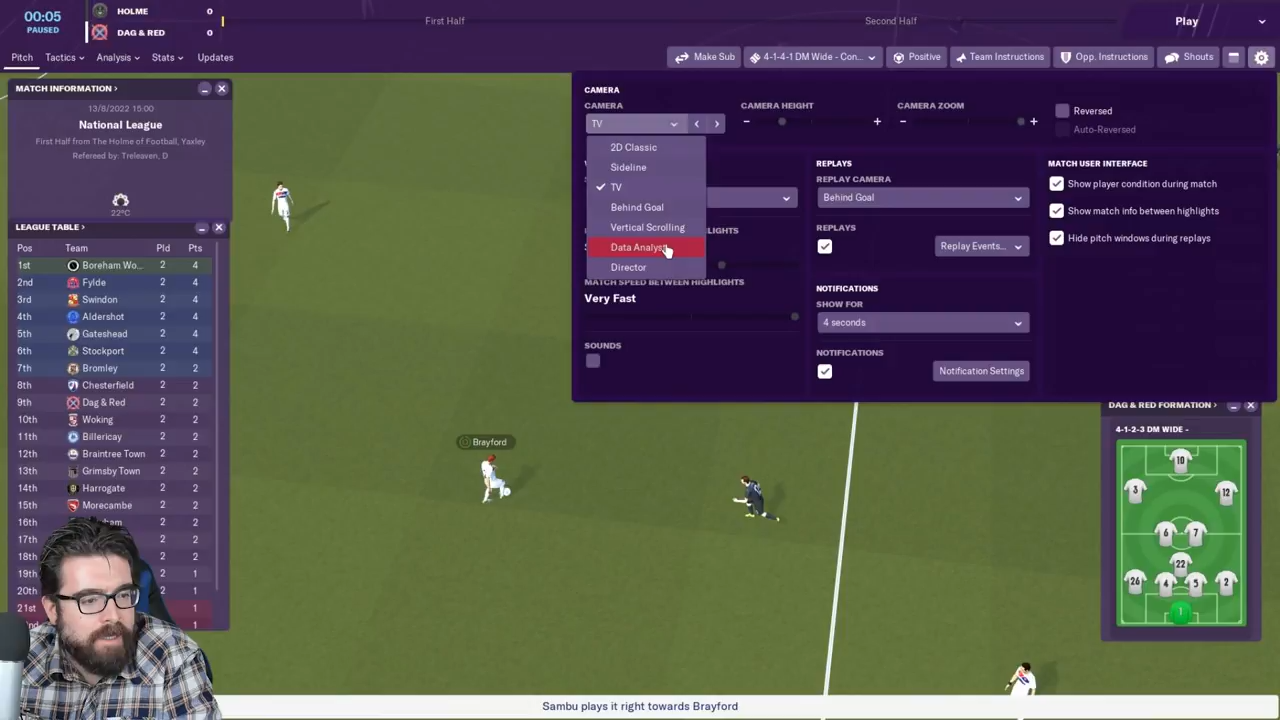 00:05
PAUSED
HOLME 0
DAG & RED 0
First Half
Second Half
Play
Pitch
Tactics
Analysis
Stats
Updates
Make Sub
4-1-4-1 DM Wide - Con...
Positive
Team Instructions
Opp. Instructions
Shouts
MATCH INFORMATION
13/8/2022 15:00
National League
First Half from The Holme of Football, Yaxley
Refereed by: Treleaven, D
22°C
LEAGUE TABLE
Pos Team Pld Pts
1st Boreham Wo... 2 4
2nd Fylde 2 4
3rd Swindon 2 4
4th Aldershot 2 4
5th Gateshead 2 4
6th Stockport 2 4
7th Bromley 2 4
8th Chesterfield 2 2
9th Dag & Red 2 2
10th Woking 2 2
11th Billericay 2 2
12th Braintree Town 2 2
13th Grimsby Town 2 2
14th Harrogate 2 2
15th Morecambe 2 2
16th 2 2
17th 2 2
18th 2 2
19th 2 1
20th 2 1
21st 1
1
CAMERA
CAMERA
TV
2D Classic
Sideline
TV
Behind Goal
Vertical Scrolling
Data Analyst
Director
CAMERA HEIGHT
CAMERA ZOOM
Reversed
Auto-Reversed
MATCH SPEED BETWEEN HIGHLIGHTS
Very Fast
SOUNDS
REPLAYS
REPLAY CAMERA
Behind Goal
REPLAYS
Replay Events...
NOTIFICATIONS
SHOW FOR
4 seconds
NOTIFICATIONS
Notification Settings
MATCH USER INTERFACE
Show player condition during match
Show match info between highlights
Hide pitch windows during replays
Brayford
DAG & RED FORMATION
4-1-2-3 DM WIDE -
10
3 12
6 7
22
26 4 5 2
1
Sambu plays it right towards Brayford